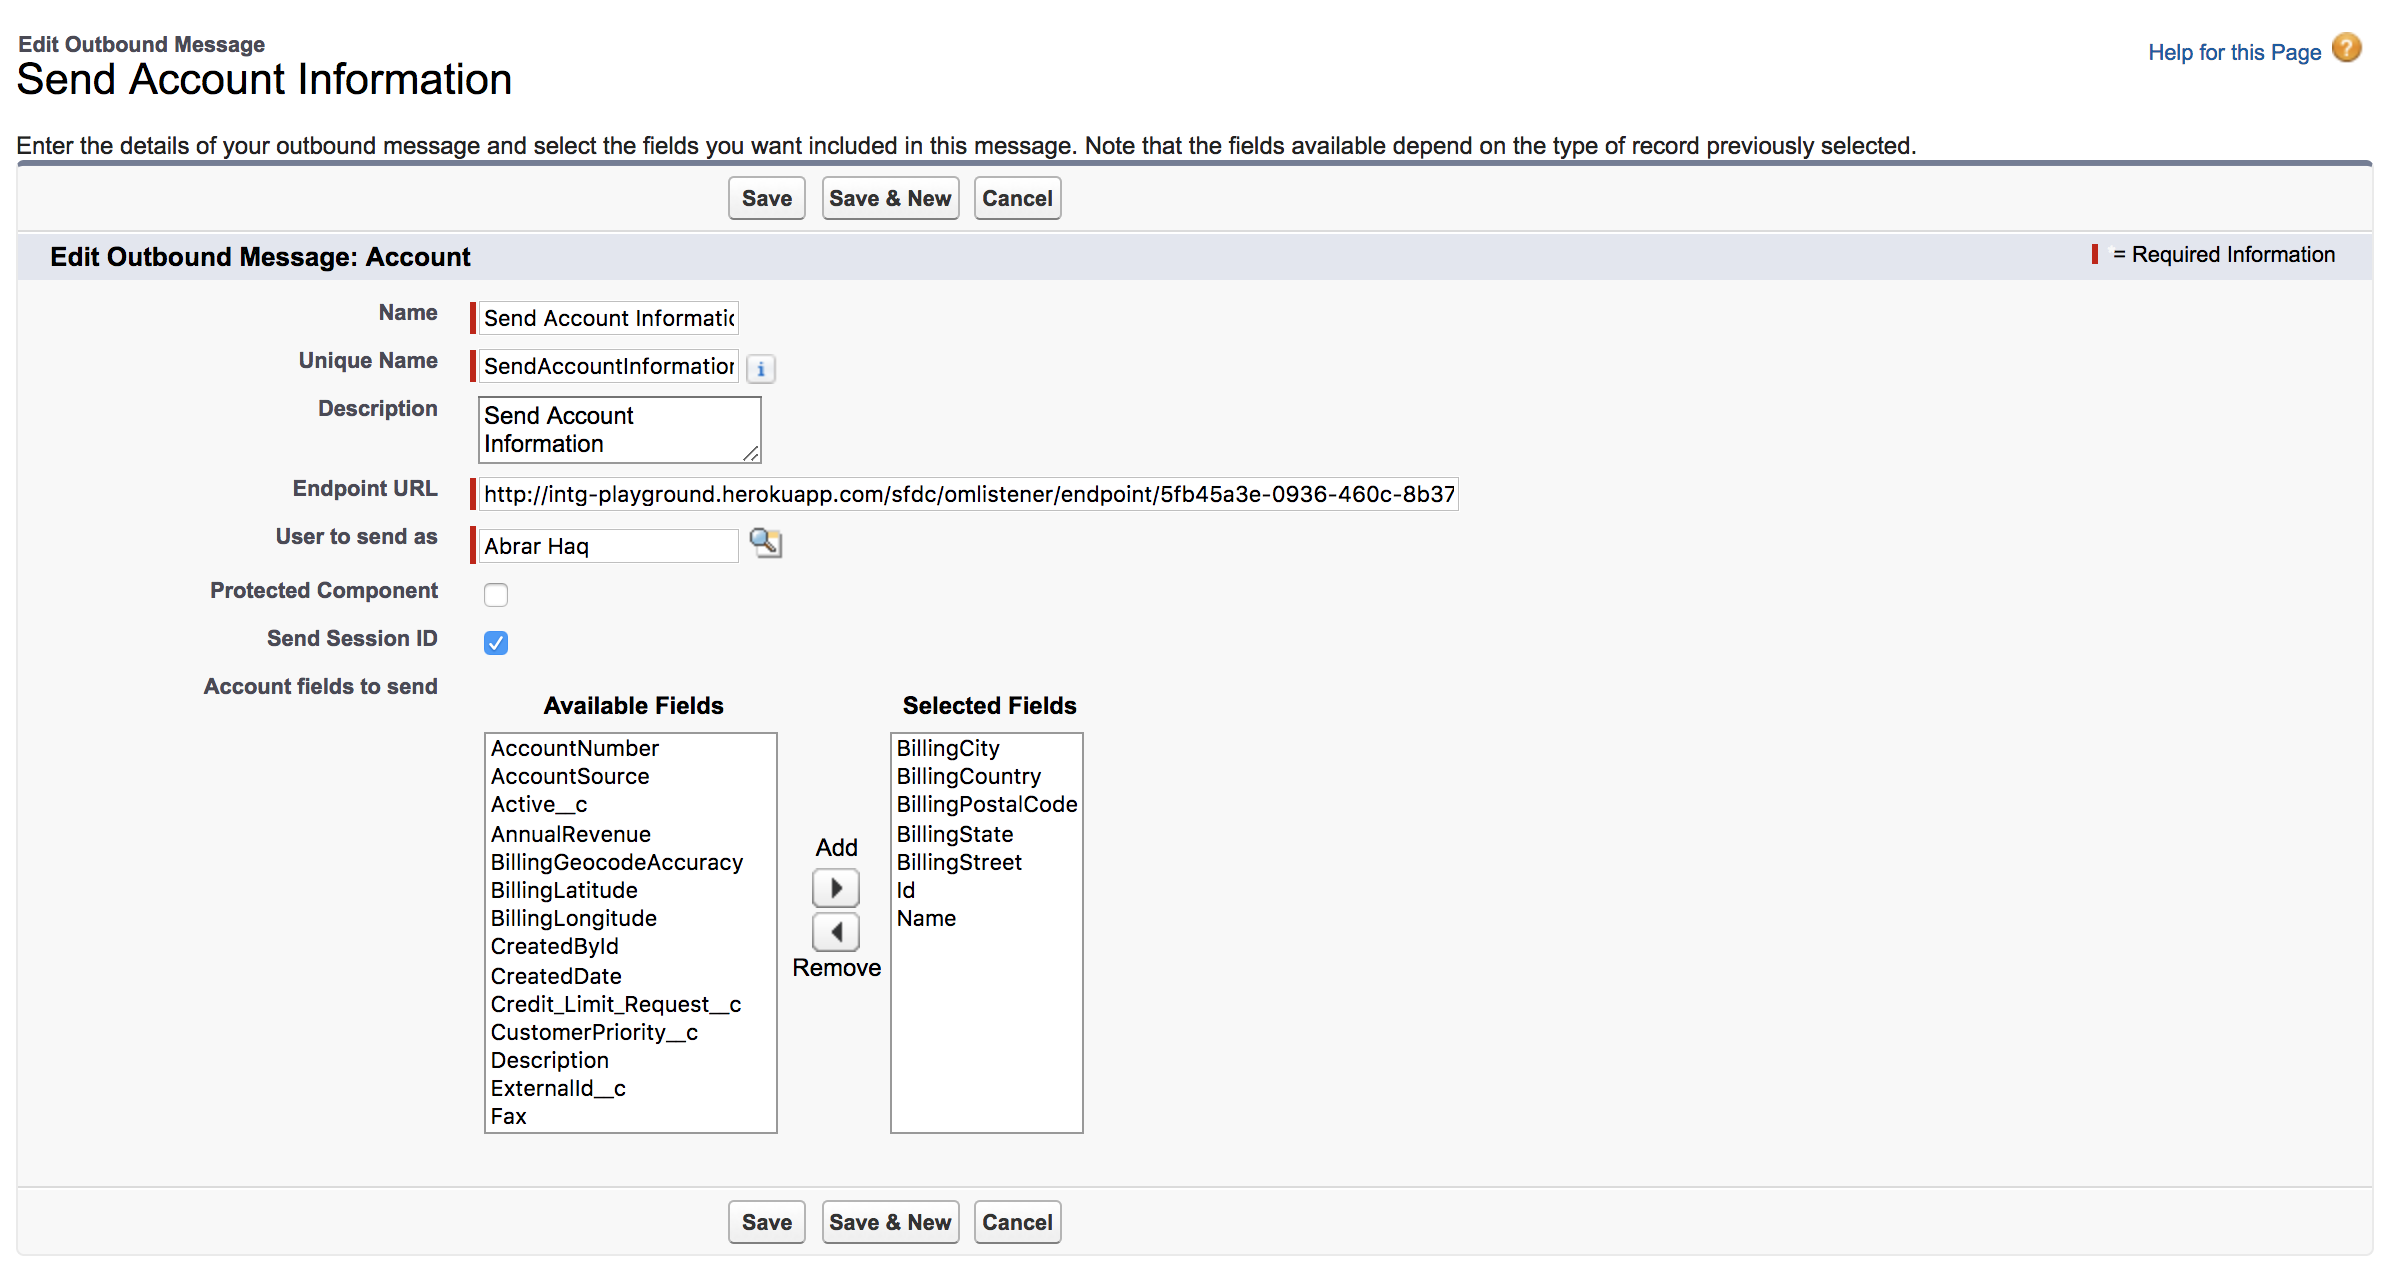 Edit Outbound Message
Send Account Information
Help for this Page ?
Enter the details of your outbound message and select the fields you want included in this message. Note that the fields available depend on the type of record previously selected.
Save Save & New Cancel
Edit Outbound Message: Account
= Required Information
Name Send Account Informatic
Unique Name SendAccountInformation i
Description Send Account
Information
Endpoint URL http://intg-playground.herokuapp.com/sfdc/omlistener/endpoint/5fb45a3e-0936-460c-8b37
User to send as Abrar Haq
Protected Component
Send Session ID
Account fields to send
Available Fields
AccountNumber
AccountSource
Active__c
AnnualRevenue
BillingGeocodeAccuracy
BillingLatitude
BillingLongitude
CreatedById
CreatedDate
Credit_Limit_Request__c
CustomerPriority__c
Description
ExternalId__c
Fax
Add
Remove
Selected Fields
BillingCity
BillingCountry
BillingPostalCode
BillingState
BillingStreet
Id
Name
Save Save & New Cancel